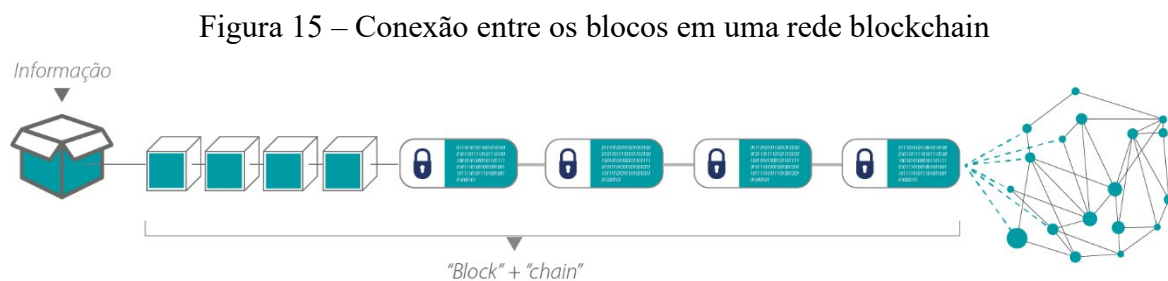 Figura 15 – Conexão entre os blocos em uma rede blockchain
Informação
“Block” + “chain”